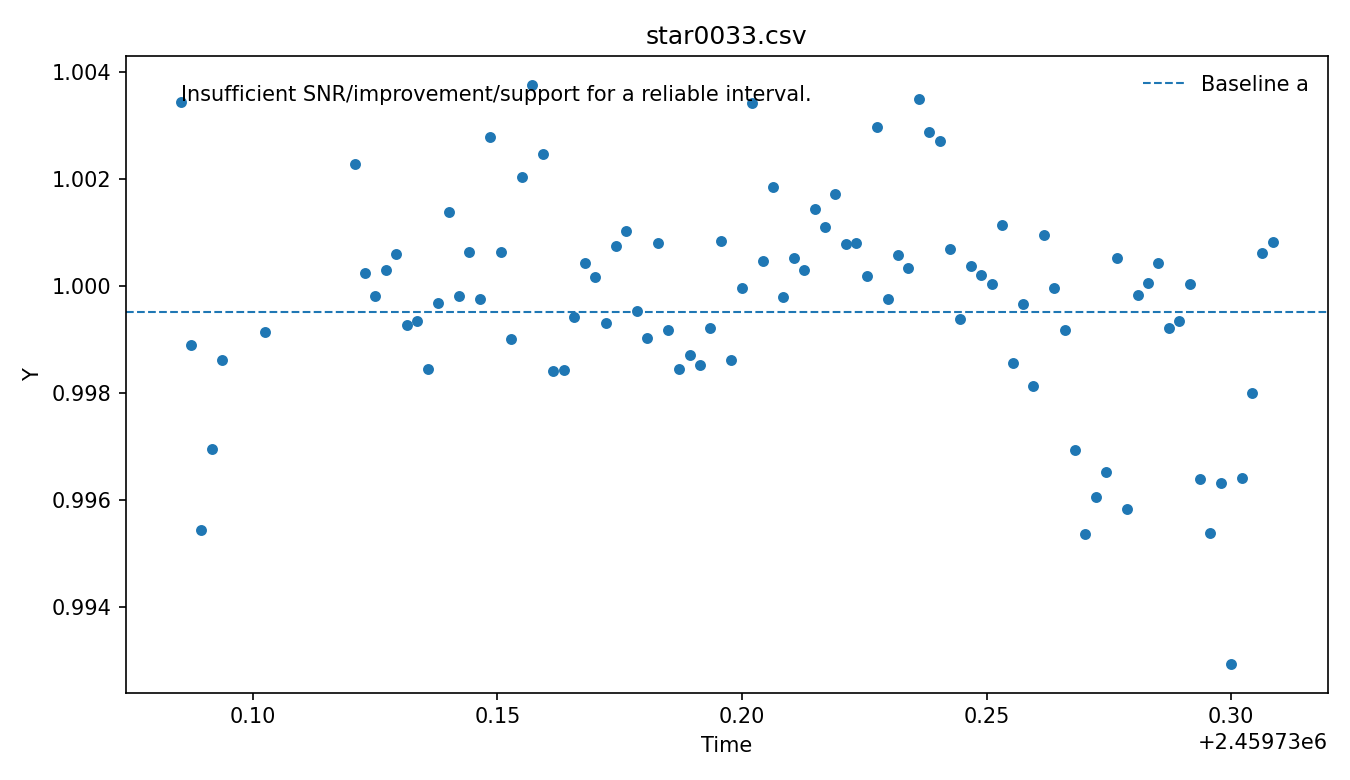 star0033.csv
Insufficient SNR/improvement/support for a reliable interval.
Baseline a
1.004
1.002
1.000
0.998
0.996
0.994
Y
0.10 0.15 0.20 0.25 0.30
Time
+2.45973e6